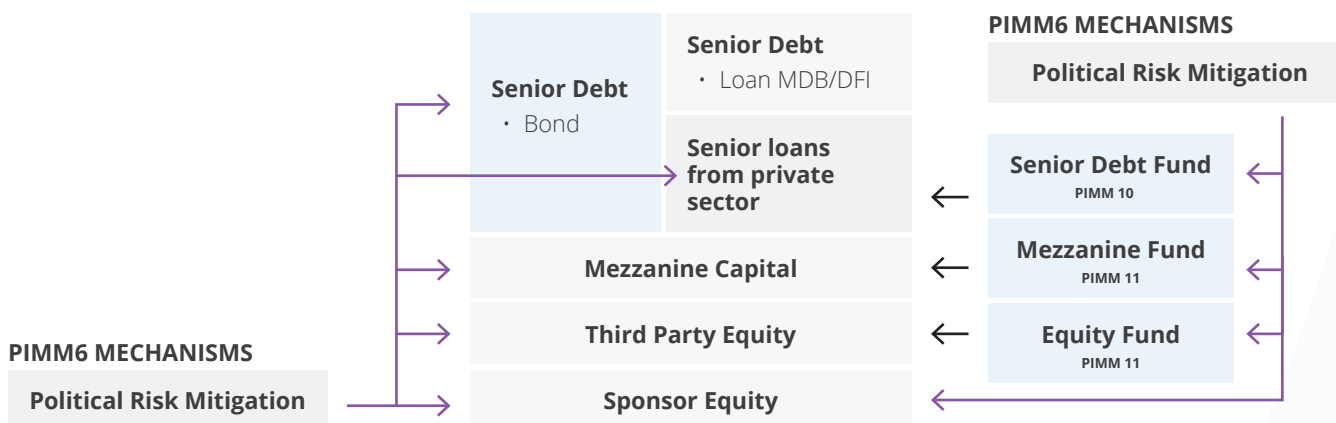 Senior Debt
• Bond
Senior Debt
• Loan MDB/DFI
Senior loans
from private
sector
Mezzanine Capital
Third Party Equity
Sponsor Equity
PIMM6 MECHANISMS
Political Risk Mitigation
Senior Debt Fund
PIMM 10
Mezzanine Fund
PIMM 11
Equity Fund
PIMM 11
PIMM6 MECHANISMS
Political Risk Mitigation